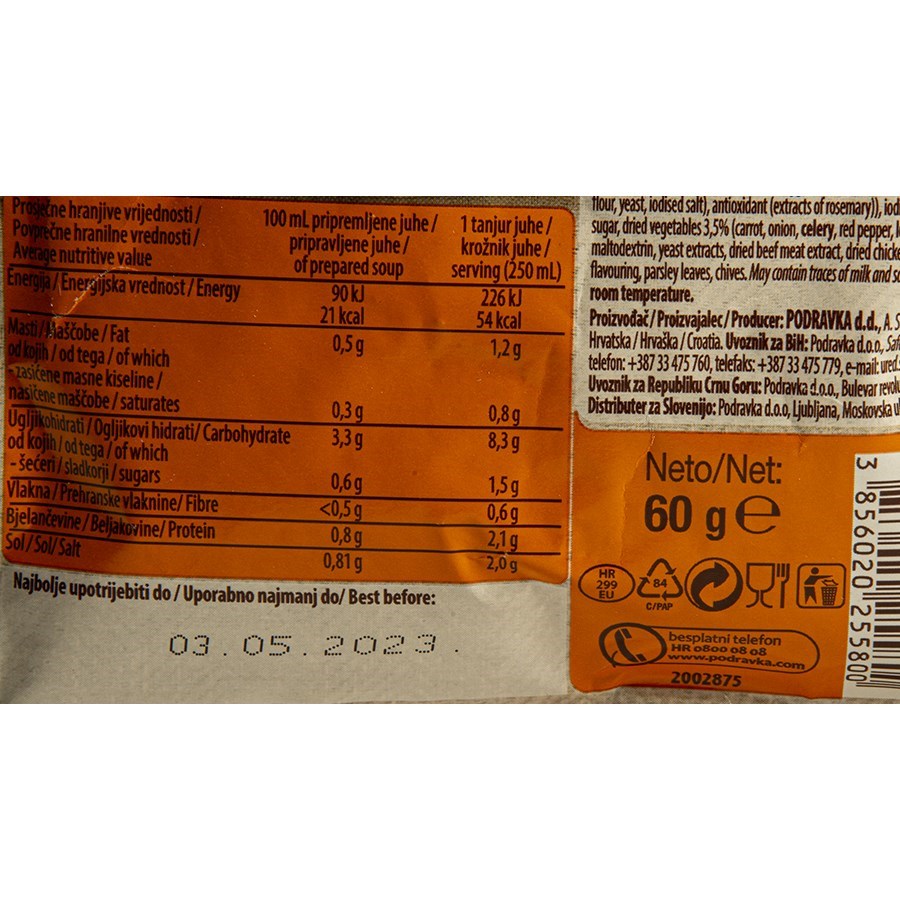 Prosječne hranjive vrijednosti /
Povprečne hranilne vrednosti /
Average nutritive value
100 mL pripremljene juhe /
pripravljene juhe /
of prepared soup
1 tanjur juhe /
krožnik juhe /
serving (250 mL)
Energija / Energijska vrednost / Energy
90 kJ
226 kJ
21 kcal
54 kcal
Masti / Maščobe / Fat
0,5 g
1,2 g
od kojih / od tega / of which
- zasićene masne kiseline /
nasičene maščobe / saturates
0,3 g
0,8 g
Ugljikohidrati / Ogljikovi hidrati / Carbohydrate
3,3 g
8,3 g
od kojih / od tega / of which
- šećeri / sladkorji / sugars
0,6 g
1,5 g
Vlakna / Prehranske vlaknine / Fibre
<0,5 g
0,6 g
Bjelančevine / Beljakovine / Protein
0,8 g
2,1 g
Sol / Sol / Salt
0,81 g
2,0 g
Najbolje upotrijebiti do / Uporabno najmanj do/ Best before:
03.05.2023.
flour, yeast, iodised salt), antioxidant (extracts of rosemary)), iod
sugar, dried vegetables 3,5% (carrot, onion, celery, red pepper,
maltodextrin, yeast extracts, dried beef meat extract, dried chicke
flavouring, parsley leaves, chives. May contain traces of milk and so
room temperature.
Proizvođač / Proizvajalec / Producer: PODRAVKA d.d., A. S
Hrvatska / Hrvaška / Croatia. Uvoznik za BiH: Podravka d.o.o., Saf
telefon: +387 33 475 760, telefaks: +387 33 475 779, e-mail: ured.
Uvoznik za Republiku Crnu Goru: Podravka d.o.o., Bulevar revolu
Distributer za Slovenijo: Podravka d.o.o, Ljubljana, Moskovska ul
Neto/Net:
60 g e
HR
299
EU
84
C/PAP
besplatni telefon
HR 0800 08 08
www.podravka.com
2002875
3 856020 255800